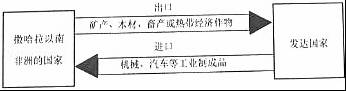 出口
矿产、木材、畜产或热带经济作物
撒哈拉以南
非洲的国家
发达国家
进口
机械、汽车等工业制成品